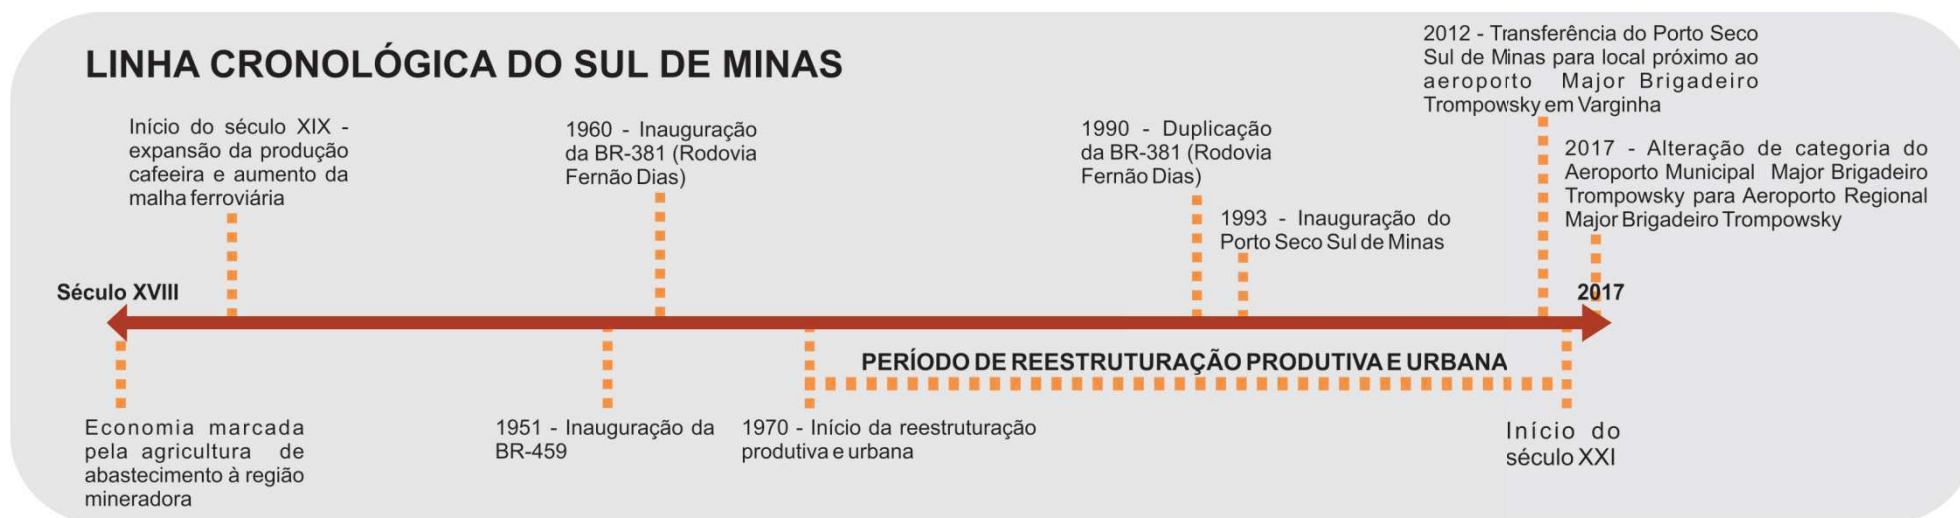 LINHA CRONOLÓGICA DO SUL DE MINAS
Início do século XIX -
expansão da produção
cafeeira e aumento da
malha ferroviária
1960 - Inauguração
da BR-381 (Rodovia
Fernão Dias)
1990 - Duplicação
da BR-381 (Rodovia
Fernão Dias)
1993 - Inauguração do
Porto Seco Sul de Minas
2012 - Transferência do Porto Seco
Sul de Minas para local próximo ao
aeroporto Major Brigadeiro
Trompowsky em Varginha
2017 - Alteração de categoria do
Aeroporto Municipal Major Brigadeiro
Trompowsky para Aeroporto Regional
Major Brigadeiro Trompowsky
Século XVIII
2017
PERÍODO DE REESTRUTURAÇÃO PRODUTIVA E URBANA
Economia marcada
pela agricultura de
abastecimento à região
mineradora
1951 - Inauguração da
BR-459
1970 - Início da reestruturação
produtiva e urbana
Início do
século XXI